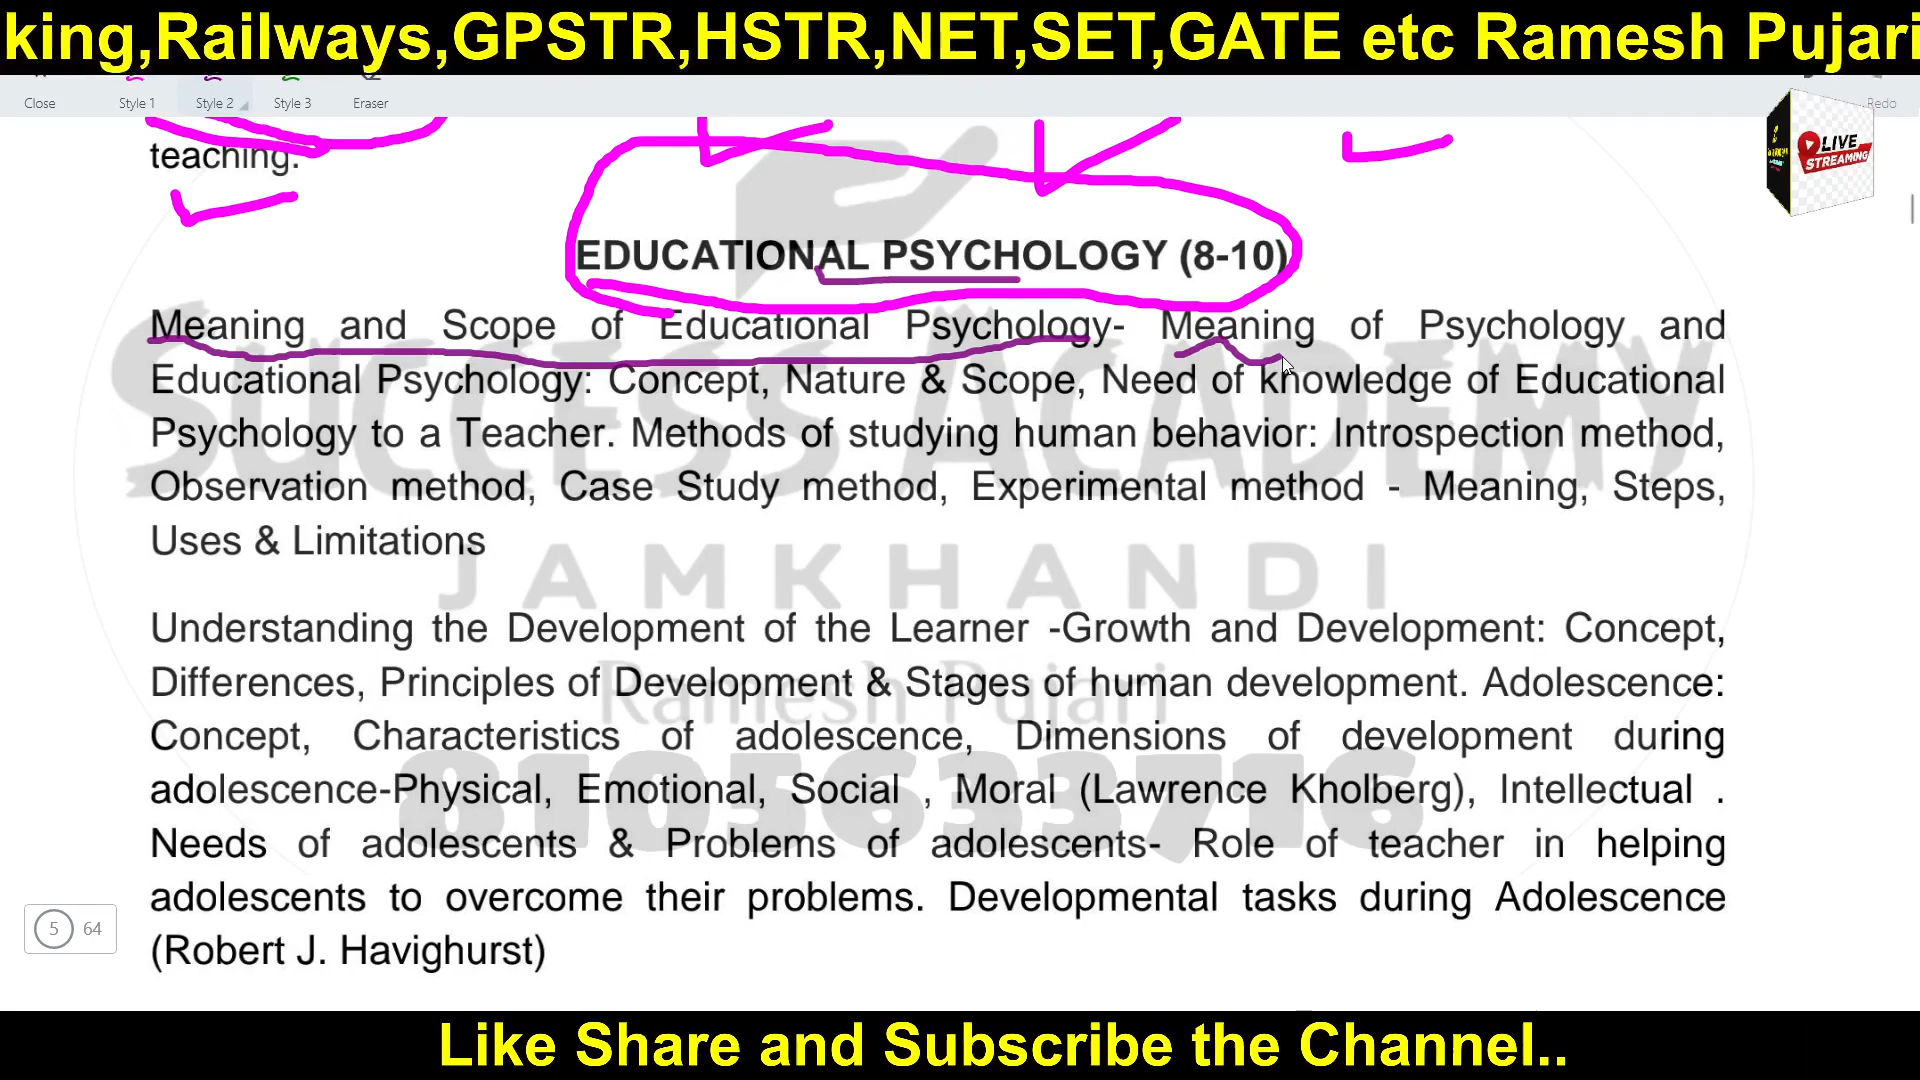 king,Railways,GPSTR,HSTR,NET,SET,GATE etc Ramesh Pujari
Close Style 1 Style 2 Style 3 Eraser Redo
LIVE
STREAMING
teaching.
EDUCATIONAL PSYCHOLOGY (8-10)
Meaning and Scope of Educational Psychology- Meaning of Psychology and
Educational Psychology: Concept, Nature & Scope, Need of knowledge of Educational
Psychology to a Teacher. Methods of studying human behavior: Introspection method,
Observation method, Case Study method, Experimental method - Meaning, Steps,
Uses & Limitations
SUCCESS ACADEMY
JAMKHANDI
Understanding the Development of the Learner -Growth and Development: Concept,
Differences, Principles of Development & Stages of human development. Adolescence:
Ramesh Pujari
Concept, Characteristics of adolescence, Dimensions of development during
adolescence-Physical, Emotional, Social , Moral (Lawrence Kholberg), Intellectual .
8105633716
Needs of adolescents & Problems of adolescents- Role of teacher in helping
adolescents to overcome their problems. Developmental tasks during Adolescence
(Robert J. Havighurst)
5 64
Like Share and Subscribe the Channel..